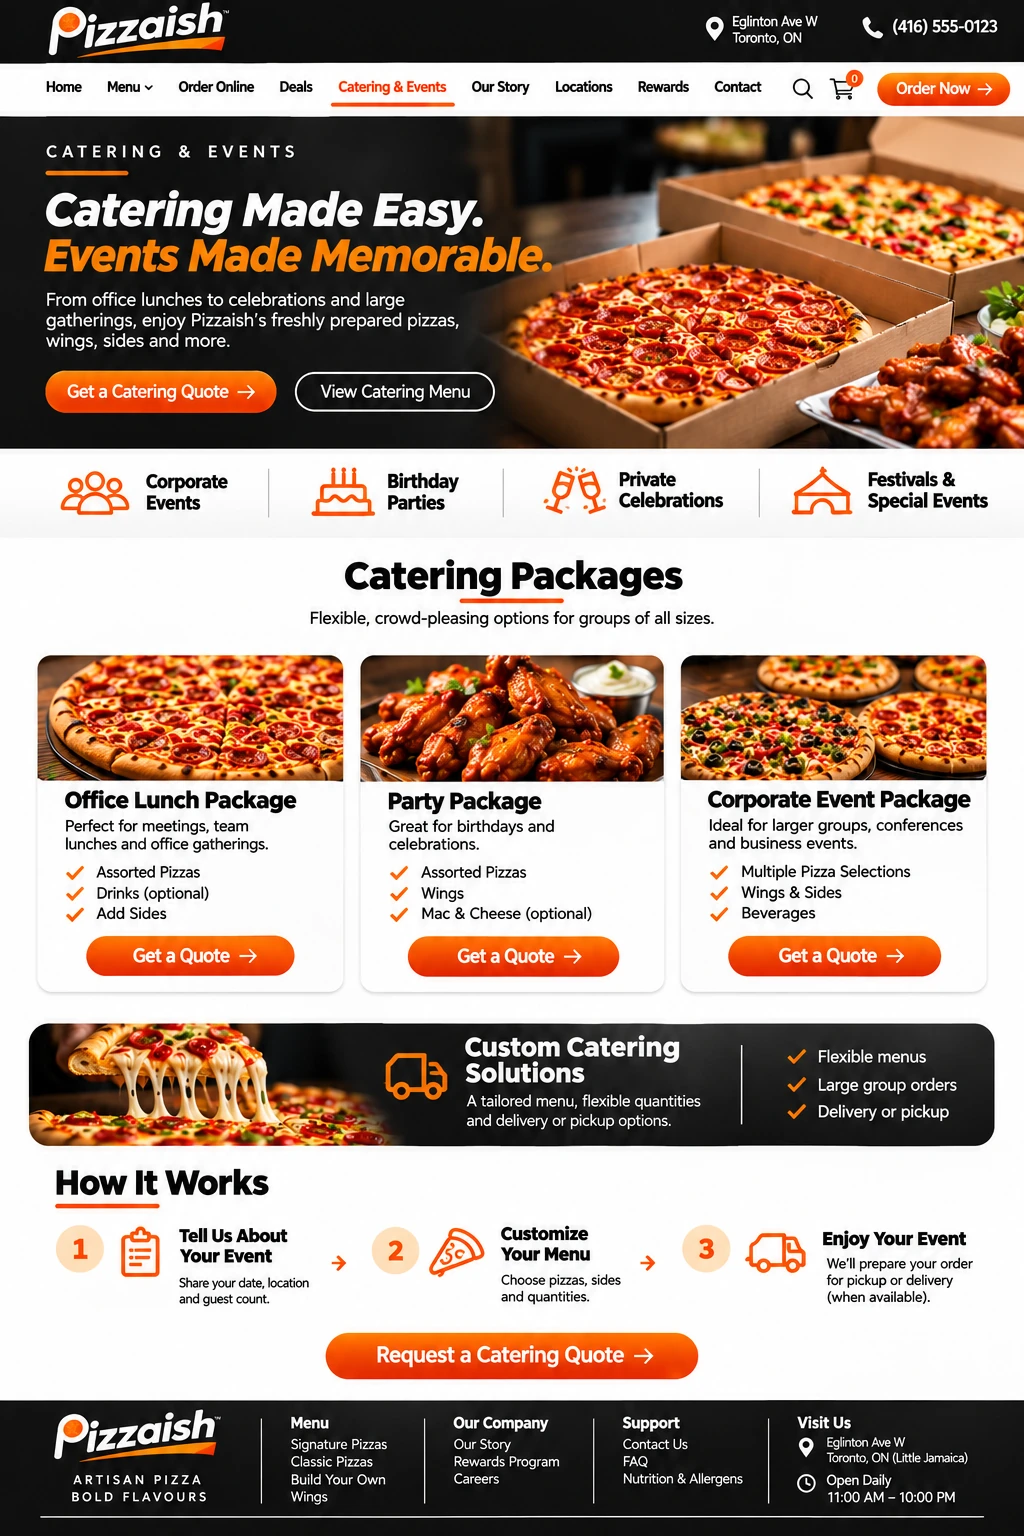 Pizzaish™
Eglinton Ave W
Toronto, ON
(416) 555-0123
Home
Menu
Order Online
Deals
Catering & Events
Our Story
Locations
Rewards
Contact
0
Order Now →
CATERING & EVENTS
Catering Made Easy.
Events Made Memorable.
From office lunches to celebrations and large
gatherings, enjoy Pizzaish's freshly prepared pizzas,
wings, sides and more.
Get a Catering Quote →
View Catering Menu
Corporate
Events
Birthday
Parties
Private
Celebrations
Festivals &
Special Events
Catering Packages
Flexible, crowd-pleasing options for groups of all sizes.
Office Lunch Package
Perfect for meetings, team
lunches and office gatherings.
Assorted Pizzas
Drinks (optional)
Add Sides
Get a Quote →
Party Package
Great for birthdays and
celebrations.
Assorted Pizzas
Wings
Mac & Cheese (optional)
Get a Quote →
Corporate Event Package
Ideal for larger groups, conferences
and business events.
Multiple Pizza Selections
Wings & Sides
Beverages
Get a Quote →
Custom Catering
Solutions
A tailored menu, flexible quantities
and delivery or pickup options.
Flexible menus
Large group orders
Delivery or pickup
How It Works
1
Tell Us About
Your Event
Share your date, location
and guest count.
2
Customize
Your Menu
Choose pizzas, sides
and quantities.
3
Enjoy Your Event
We'll prepare your order
for pickup or delivery
(when available).
Request a Catering Quote →
Pizzaish™
ARTISAN PIZZA
BOLD FLAVOURS
Menu
Signature Pizzas
Classic Pizzas
Build Your Own
Wings
Our Company
Our Story
Rewards Program
Careers
Support
Contact Us
FAQ
Nutrition & Allergens
Visit Us
Eglinton Ave W
Toronto, ON (Little Jamaica)
Open Daily
11:00 AM – 10:00 PM